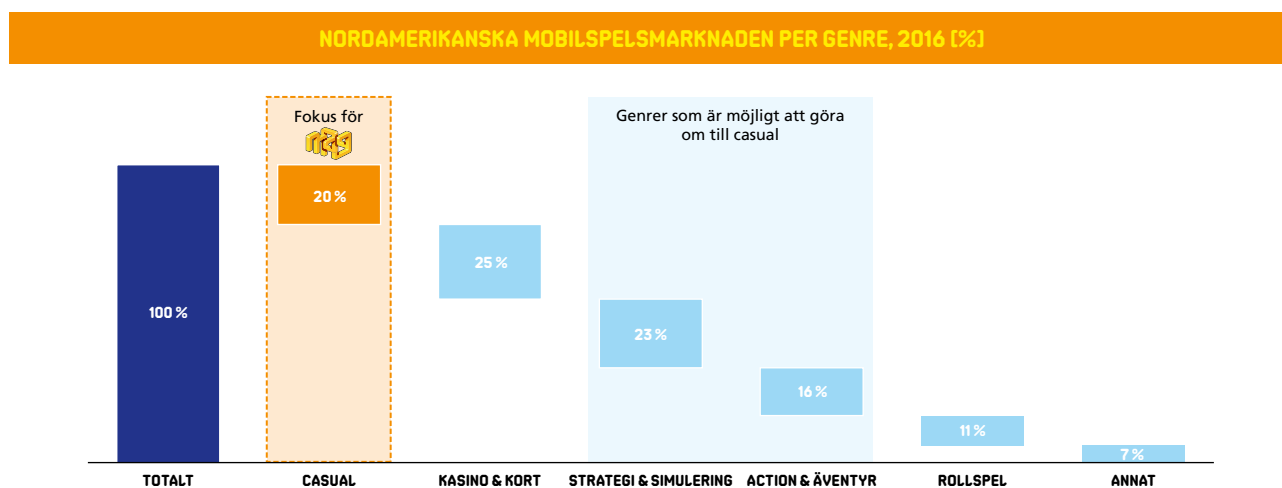 NORDAMERIKANSKA MOBILSPELSMARKNADEN PER GENRE, 2016 [%]
Fokus för
nag
Genrer som är möjligt att göra
om till casual
20 %
25 %
100 %
23 %
16 %
11 %
7 %
TOTALT
CASUAL
KASINO & KORT
STRATEGI & SIMULERING
ACTION & ÄVENTYR
ROLLSPEL
ANNAT